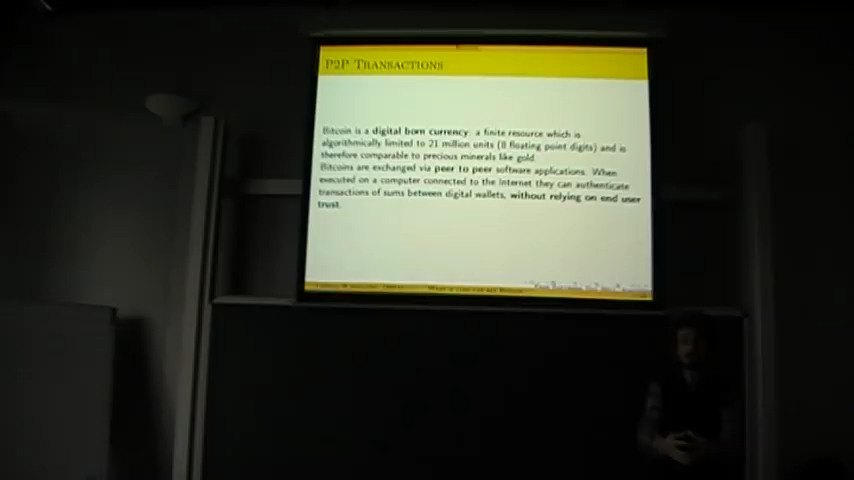 P2P TRANSACTIONS
Bitcoin is a digital born currency: a finite resource which is
algorithmically limited to 21 million units (8 floating point digits) and is
therefore comparable to precious minerals like gold.
Bitcoins are exchanged via peer to peer software applications. When
executed on a computer connected to the Internet they can authenticate
transactions of sums between digital wallets, without relying on end user
trust.